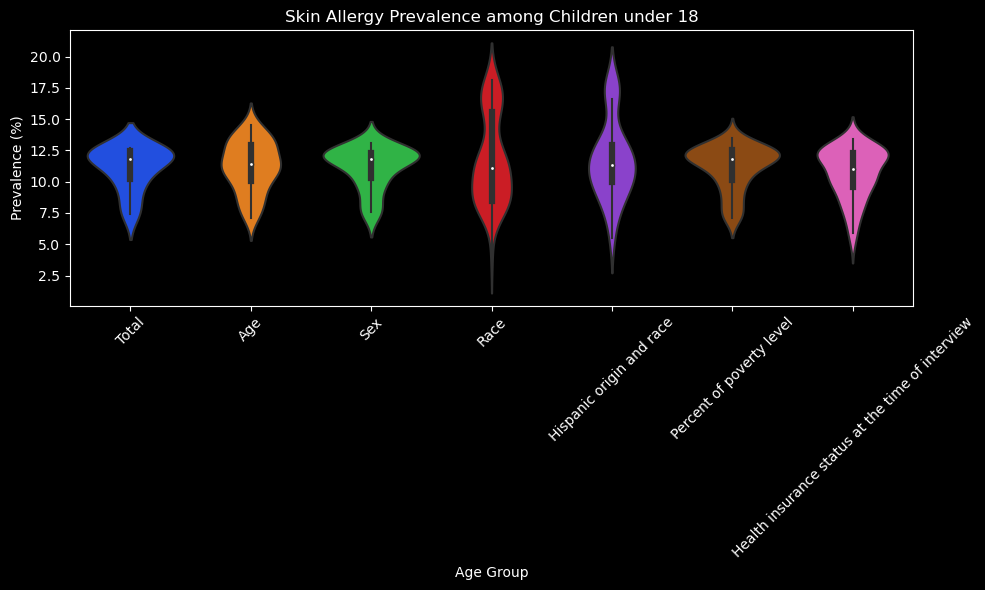 Skin Allergy Prevalence among Children under 18
Prevalence (%)
20.0
17.5
15.0
12.5
10.0
7.5
5.0
2.5
Total
Age
Sex
Race
Hispanic origin and race
Percent of poverty level
Health insurance status at the time of interview
Age Group